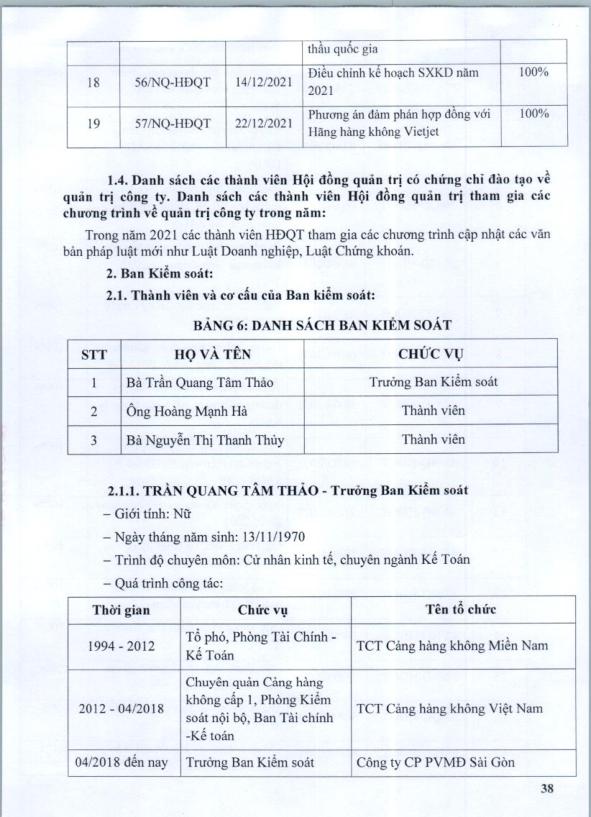 thầu quốc gia
18 56/NQ-HĐQT 14/12/2021 Điều chỉnh kế hoạch SXKD năm 100%
2021
19 57/NQ-HĐQT 22/12/2021 Phương án đàm phán hợp đồng với 100%
Hãng hàng không Vietjet
1.4. Danh sách các thành viên Hội đồng quản trị có chứng chỉ đào tạo về
quản trị công ty. Danh sách các thành viên Hội đồng quản trị tham gia các
chương trình về quản trị công ty trong năm:
Trong năm 2021 các thành viên HĐQT tham gia các chương trình cập nhật các văn
bản pháp luật mới như Luật Doanh nghiệp, Luật Chứng khoán.
2. Ban Kiểm soát:
2.1. Thành viên và cơ cấu của Ban kiểm soát:
BẢNG 6: DANH SÁCH BAN KIỂM SOÁT
STT HỌ VÀ TÊN CHỨC VỤ
1 Bà Trần Quang Tâm Thảo Trưởng Ban Kiểm soát
2 Ông Hoàng Mạnh Hà Thành viên
3 Bà Nguyễn Thị Thanh Thủy Thành viên
2.1.1. TRẦN QUANG TÂM THẢO - Trưởng Ban Kiểm soát
– Giới tính: Nữ
– Ngày tháng năm sinh: 13/11/1970
– Trình độ chuyên môn: Cử nhân kinh tế, chuyên ngành Kế Toán
– Quá trình công tác:
Thời gian Chức vụ Tên tổ chức
1994 - 2012 Tổ phó, Phòng Tài Chính - TCT Cảng hàng không Miền Nam
Kế Toán
Chuyên quản Cảng hàng
2012 - 04/2018 không cấp 1, Phòng Kiểm TCT Cảng hàng không Việt Nam
soát nội bộ, Ban Tài chính
-Kế toán
04/2018 đến nay Trưởng Ban Kiểm soát Công ty CP PVMĐ Sài Gòn
38